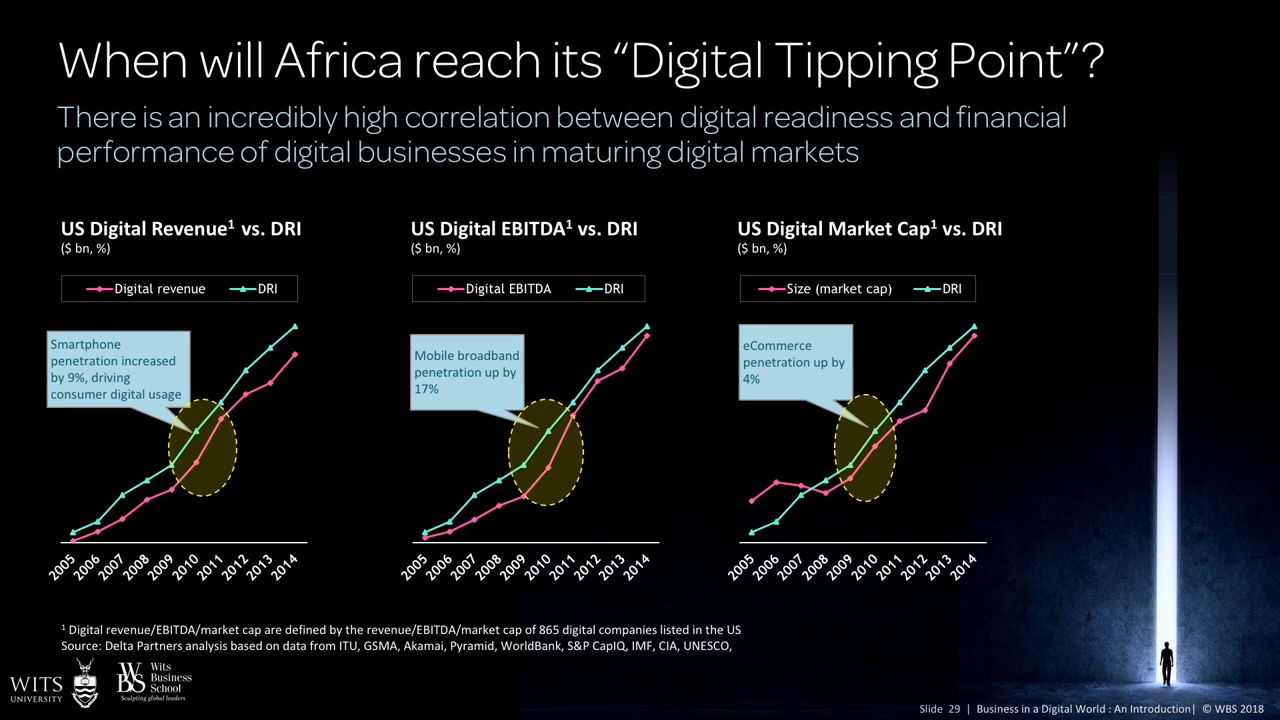 When will Africa reach its “Digital Tipping Point”?
There is an incredibly high correlation between digital readiness and financial
performance of digital businesses in maturing digital markets
US Digital Revenue¹ vs. DRI
($ bn, %)
Digital revenue DRI
Smartphone
penetration increased
by 9%, driving
consumer digital usage
2005 2006 2007 2008 2009 2010 2011 2012 2013 2014
US Digital EBITDA¹ vs. DRI
($ bn, %)
Digital EBITDA DRI
Mobile broadband
penetration up by
17%
2005 2006 2007 2008 2009 2010 2011 2012 2013 2014
US Digital Market Cap¹ vs. DRI
($ bn, %)
Size (market cap) DRI
eCommerce
penetration up by
4%
2005 2006 2007 2008 2009 2010 2011 2012 2013 2014
¹ Digital revenue/EBITDA/market cap are defined by the revenue/EBITDA/market cap of 865 digital companies listed in the US
Source: Delta Partners analysis based on data from ITU, GSMA, Akamai, Pyramid, WorldBank, S&P CapIQ, IMF, CIA, UNESCO,
WITS
UNIVERSITY
WBS
Wits
Business
School
Sculpting global leaders
Slide 29 | Business in a Digital World : An Introduction| © WBS 2018